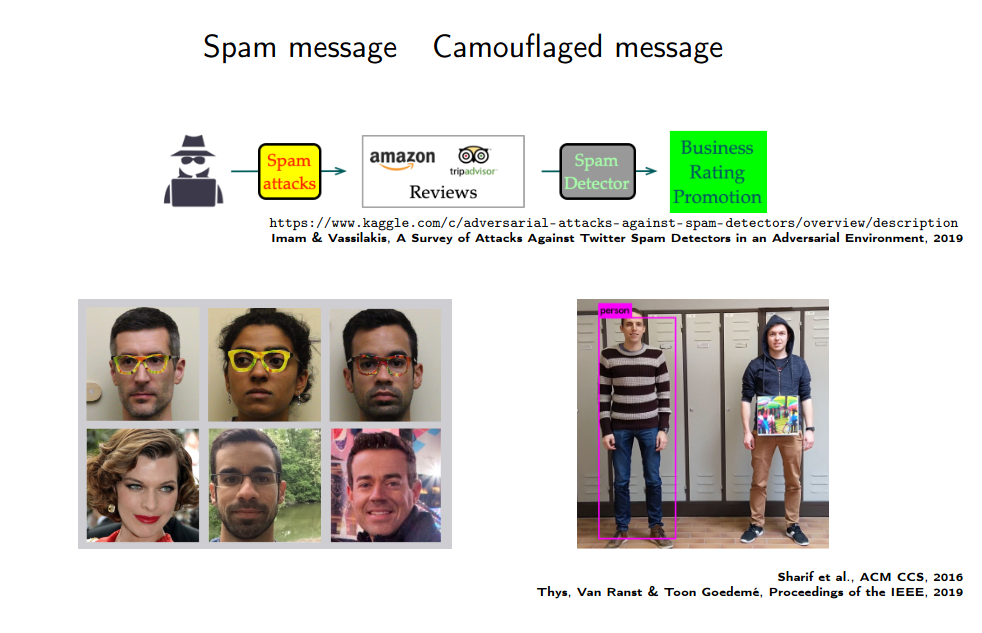 Spam message Camouflaged message
Spam attacks
amazon
tripadvisor
Reviews
Spam Detector
Business Rating Promotion
https://www.kaggle.com/c/adversarial-attacks-against-spam-detectors/overview/description
Imam & Vassilakis, A Survey of Attacks Against Twitter Spam Detectors in an Adversarial Environment, 2019
person
Sharif et al., ACM CCS, 2016
Thys, Van Ranst & Toon Goedemé, Proceedings of the IEEE, 2019